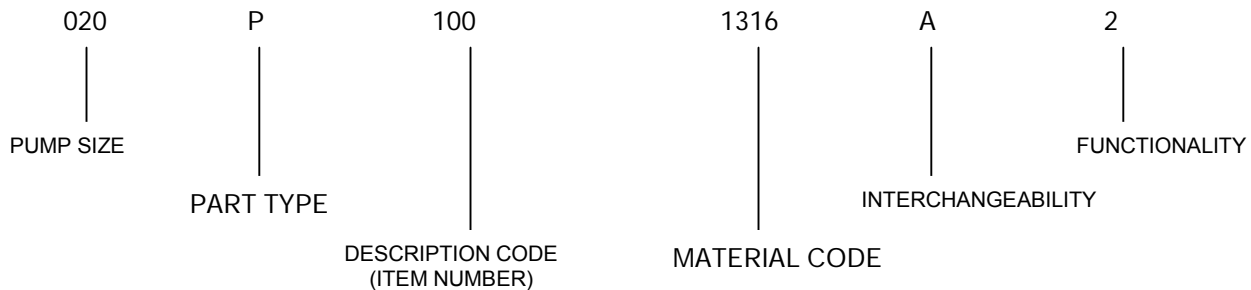 020 P 100 1316 A 2
PUMP SIZE
FUNCTIONALITY
PART TYPE
INTERCHANGEABILITY
DESCRIPTION CODE
(ITEM NUMBER)
MATERIAL CODE